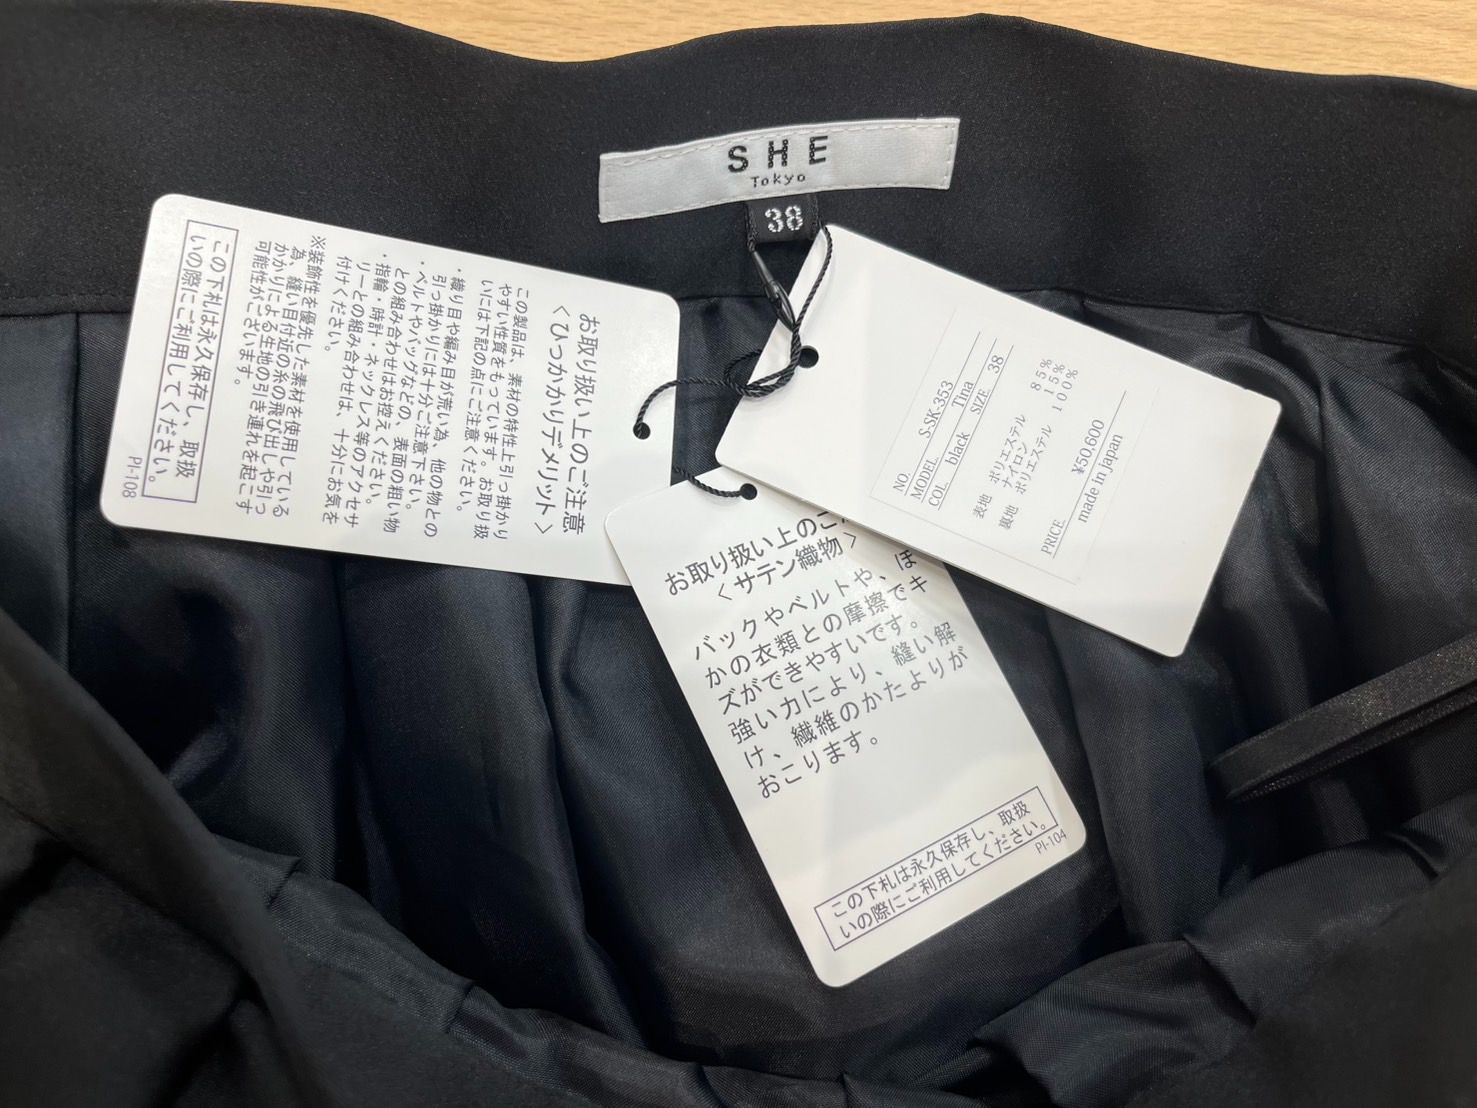 SHE
Tokyo
38
お取り扱い上のご注意
＜ひっかかりデメリット＞
この製品は、素材の特性上引っ掛かり
やすい性質をもっています。お取り扱
いには下記の点にご注意ください。
・織り目や編み目が荒い為、他の物との
引っ掛かりには十分ご注意下さい。
・ベルトやバッグなどの、表面の粗い物
との組み合わせはお控えください。
・指輪・時計・ネックレス等のアクセサ
リーとの組み合わせは、十分にお気を
付けください。
※装飾性を優先した素材を使用している
為、縫い目付近の糸の飛び出しや引っ
かかりによる生地の引き連れを起こす
可能性がございます。
この下札は永久保存し、取扱
いの際にご利用してください。
PI-108
NO. S-SK-353
MODEL Tina
COL. black SIZE 38
表地 ポリエステル 85%
ナイロン 15%
裏地 ポリエステル 100%
PRICE. ¥50,600
made in japan
お取り扱い上のご
＜サテン織物＞
バックやベルトや、ほ
かの衣類との摩擦でキ
ズができやすいです。
強い力により、縫い解
け、繊維のかたよりが
おこります。
この下札は永久保存し、取扱
いの際にご利用してください。
PI-104